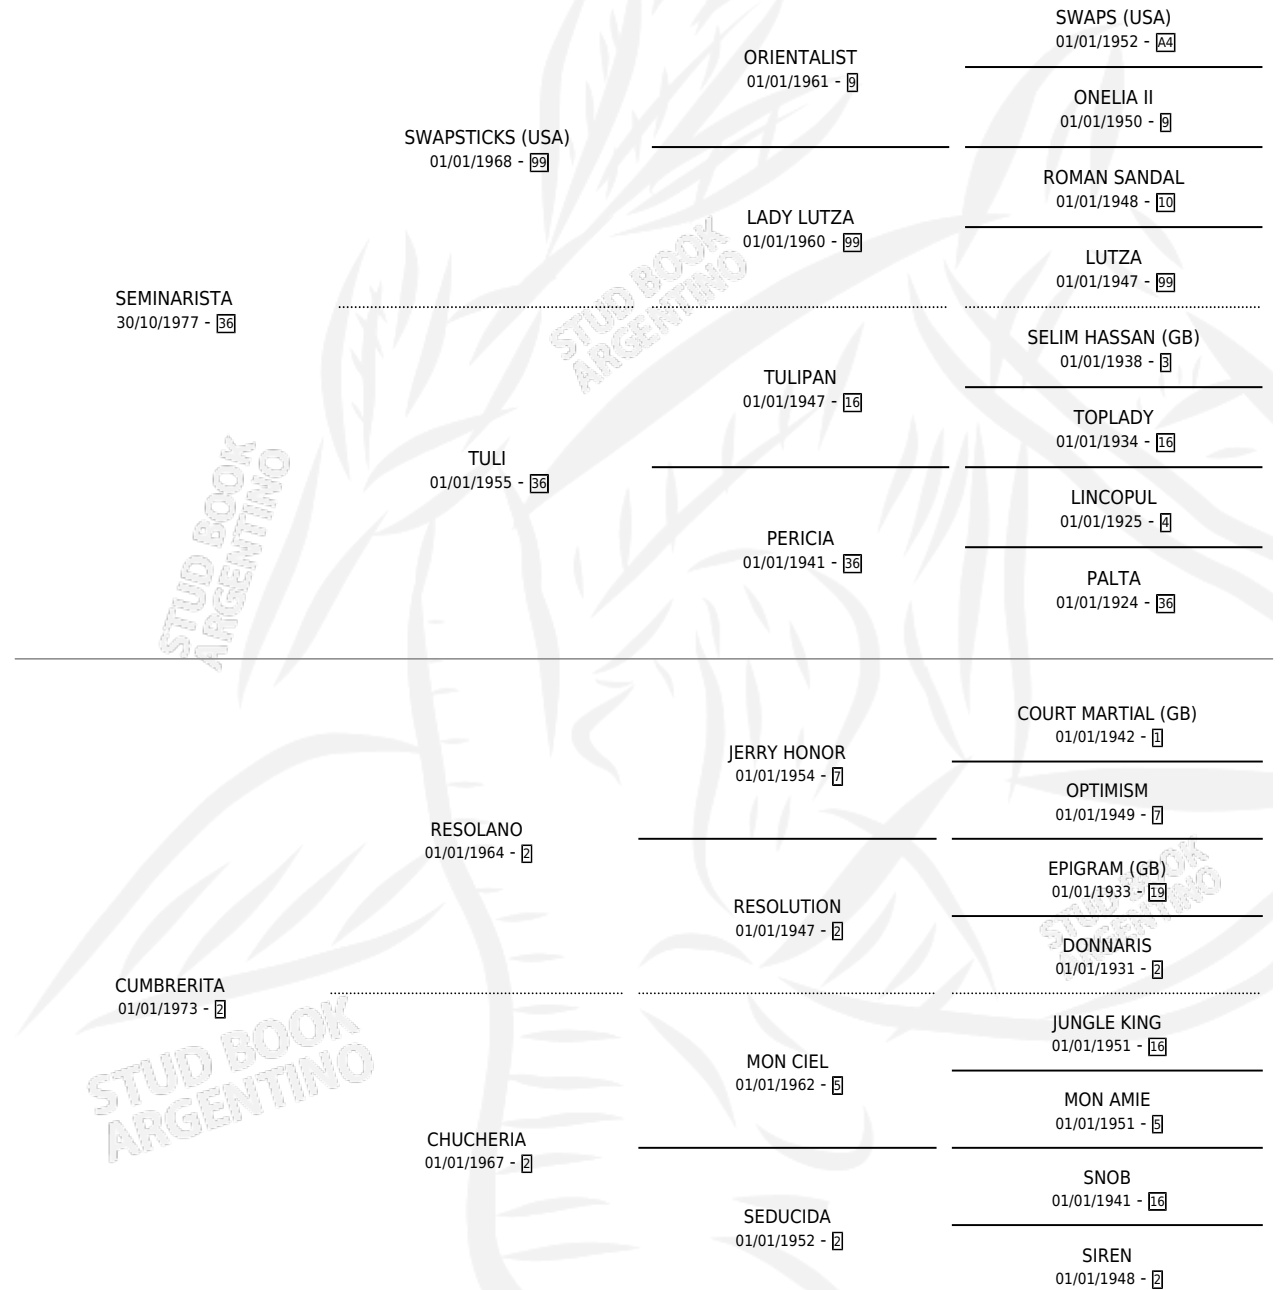 SEMINARISTA
30/10/1977 - 36
SWAPSTICKS (USA)
01/01/1968 - 99
TULI
01/01/1955 - 36
ORIENTALIST
01/01/1961 - 9
LADY LUTZA
01/01/1960 - 99
TULIPAN
01/01/1947 - 16
PERICIA
01/01/1941 - 36
SWAPS (USA)
01/01/1952 - A4
ONELIA II
01/01/1950 - 9
ROMAN SANDAL
01/01/1948 - 10
LUTZA
01/01/1947 - 99
SELIM HASSAN (GB)
01/01/1938 - 3
TOPLADY
01/01/1934 - 16
LINCOPUL
01/01/1925 - 4
PALTA
01/01/1924 - 36
STUD BOOK
ARGENTINO
STUD BOOK
ARGENTINO
CUMBRERITA
01/01/1973 - 2
RESOLANO
01/01/1964 - 2
CHUCHERIA
01/01/1967 - 2
JERRY HONOR
01/01/1954 - 7
RESOLUTION
01/01/1947 - 2
MON CIEL
01/01/1962 - 5
SEDUCIDA
01/01/1952 - 2
COURT MARTIAL (GB)
01/01/1942 - 1
OPTIMISM
01/01/1949 - 7
EPIGRAM (GB)
01/01/1933 - 19
DONNARIS
01/01/1931 - 2
JUNGLE KING
01/01/1951 - 16
MON AMIE
01/01/1951 - 5
SNOB
01/01/1941 - 16
SIREN
01/01/1948 - 2
STUD BOOK
ARGENTINO
STUD BOOK
ARGENTINO